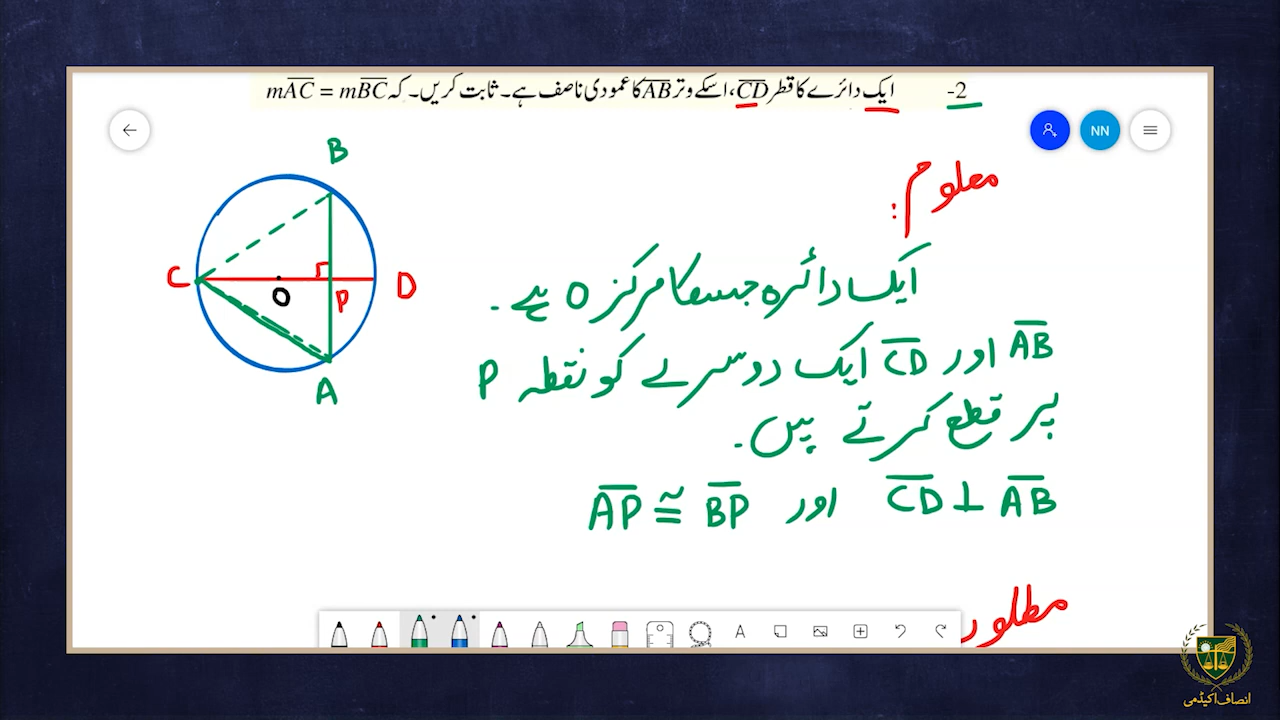 -2 ایک دائرے کا قطر CD، اسکے وتر AB کا عمودی ناصف ہے۔ ثابت کریں۔ کہ mAC = mBC
NN
معلوم:
B
C
O
P
D
A
ایک دائرہ جسکا مرکز O ہے۔
AB اور CD ایک دوسرے کو نقطہ P
پر قطع کرتے ہیں۔
CD ⊥ AB اور AP ≅ BP
مطلوب
A
انصاف اکیڈمی